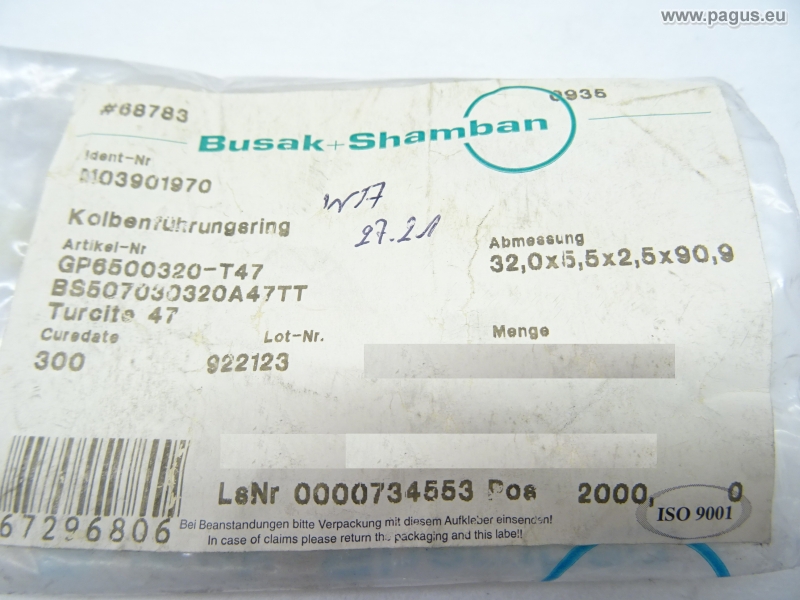 www.pagus.eu
#68783
0935
Busak+Shamban
Ident-Nr
0103901970
Kolbenführungsring
27.21
Artikel-Nr
Abmessung
GP6500320-T47
32,0x5,5x2,5x90,9
BS507030320A47TT
Turcite 47
Curedate
Lot-Nr.
Menge
300
922123
LsNr 0000734553 Pos 2000, 0
ISO 9001
67296806
Bei Beanstandungen bitte Verpackung mit diesem Aufkleber einsenden!
In case of claims please return the packaging and this label!